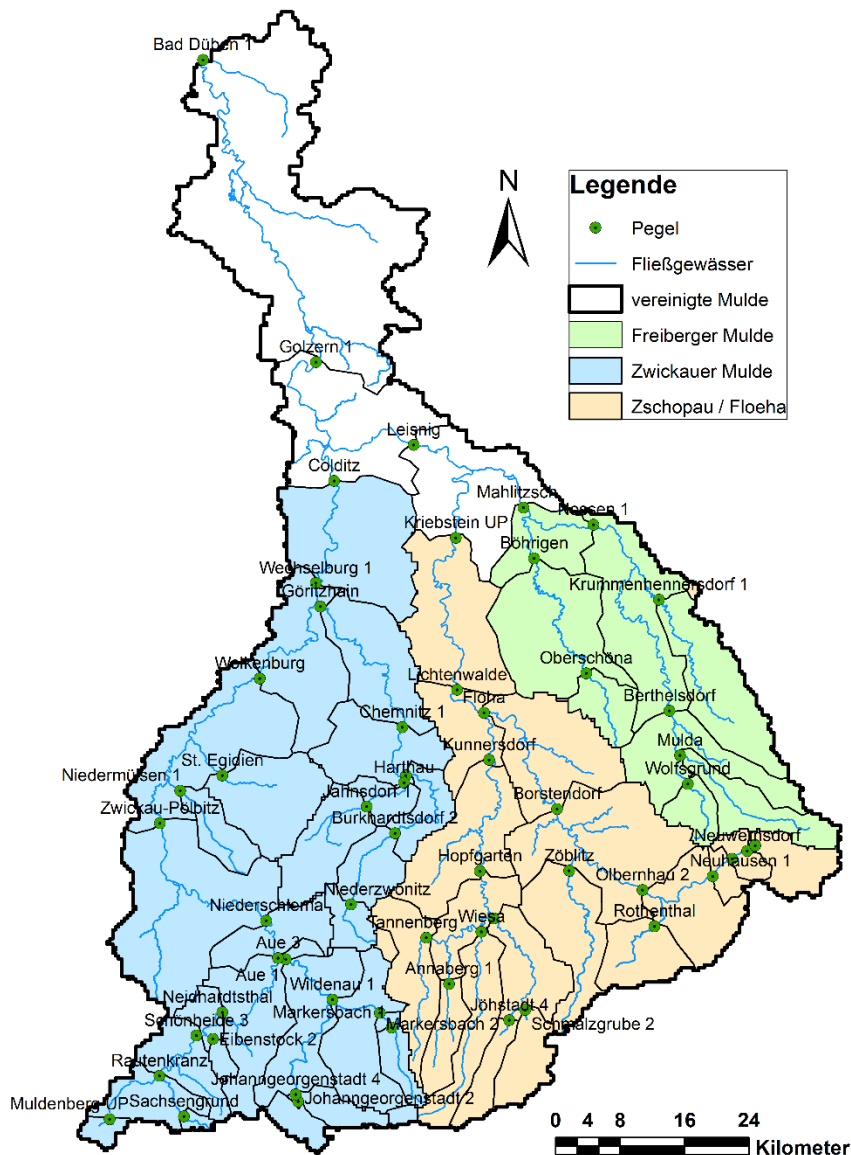 Bad Düben 1
N
Legende
Pegel
Fließgewässer
vereinigte Mulde
Freiberger Mulde
Zwickauer Mulde
Zschopau / Floeha
Golzern 1
Leisnig
Colditz
Mahlitzsch
Nossen 1
Kriebstein UP
Böhrigen
Wechselburg 1
Göritzhain
Krummenhennersdorf 1
Wolkenburg
Oberschöna
Lichtenwalde
Flöha
Berthelsdorf
Chemnitz 1
Kunnersdorf
Mulda
St. Egidien
Niedermülsen 1
Harthau
Wolfsgrund
Jahnsdorf
Borstendorf
Zwickau-Pölbitz
Burkhardtsdorf 2
Neuwernsdorf
Hopfgarten
Zöblitz
Neuhausen 1
Olbernhau 2
Niederzwönitz
Niederschlema
Tannenberg
Wiesa
Rothenthal
Aue 3
Aue 1
Wildenau 1
Annaberg 1
Neidhardtsthal
Markersbach 1
Jöhstadt 4
Schönheide 3
Markersbach 2
Schmalzgrube 2
Eibenstock 2
Rautenkranz
Johanngeorgenstadt 4
Muldenberg UP
Sachsengrund
Johanngeorgenstadt 2
0 4 8 16 24
Kilometer